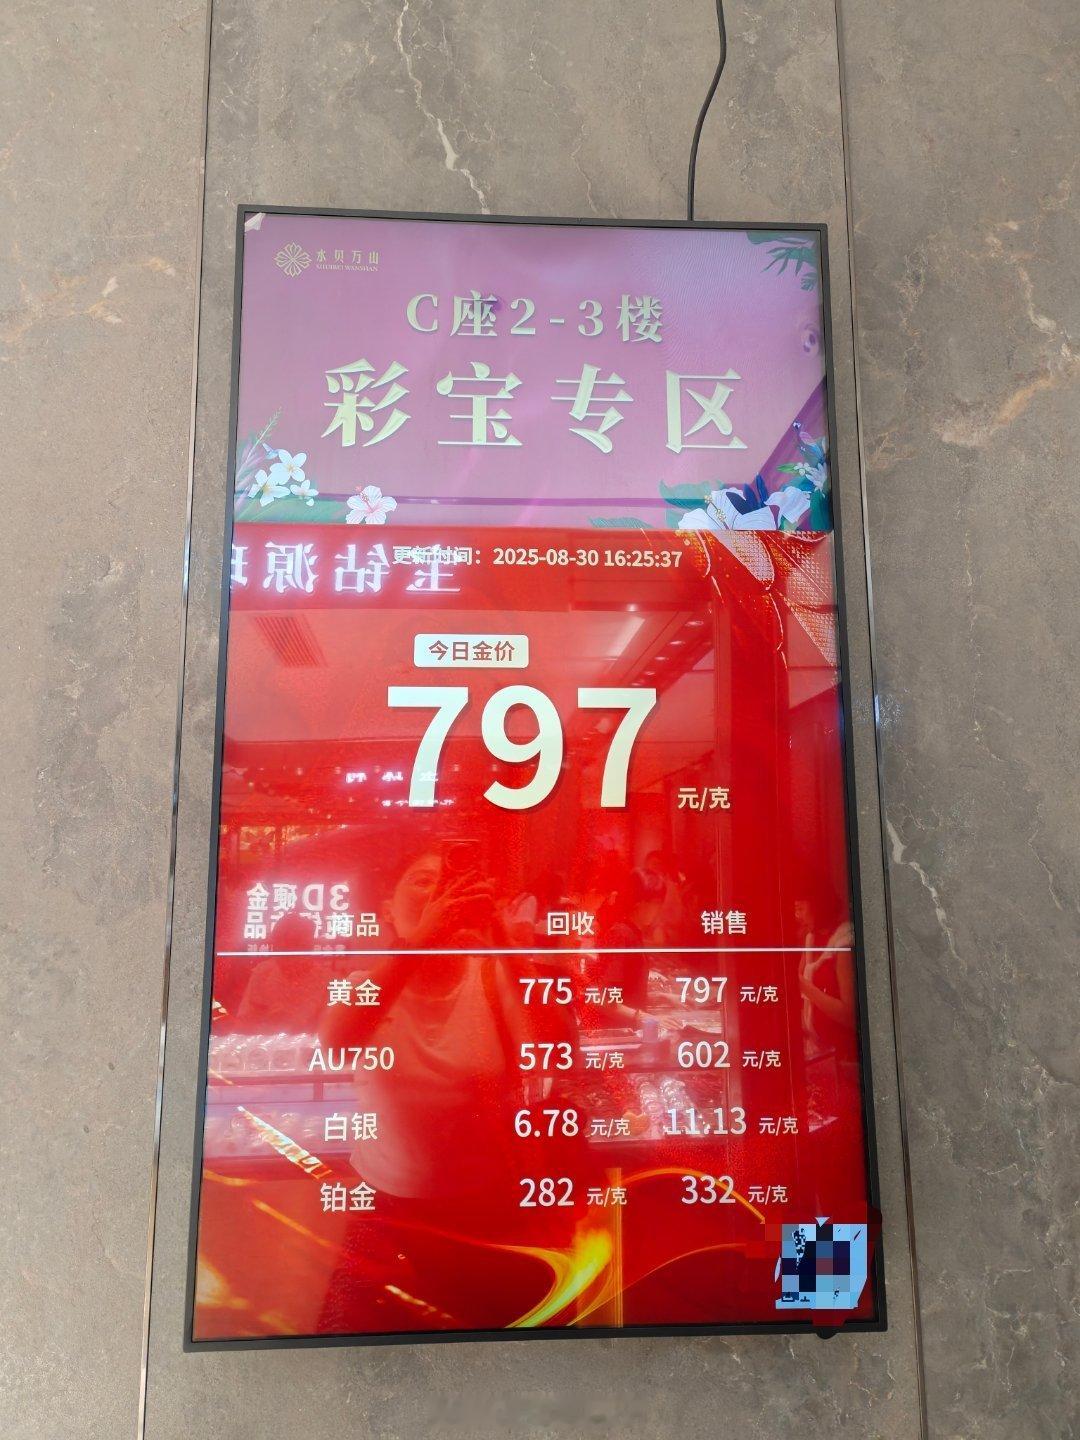 水贝万山
SHUIBEI WANSHAN
C座2-3楼
彩宝专区
更新时间：2025-08-30 16:25:37
今日金价
797 元/克
商品 回收 销售
黄金 775 元/克 797 元/克
AU750 573 元/克 602 元/克
白银 6.78 元/克 11.13 元/克
铂金 282 元/克 332 元/克